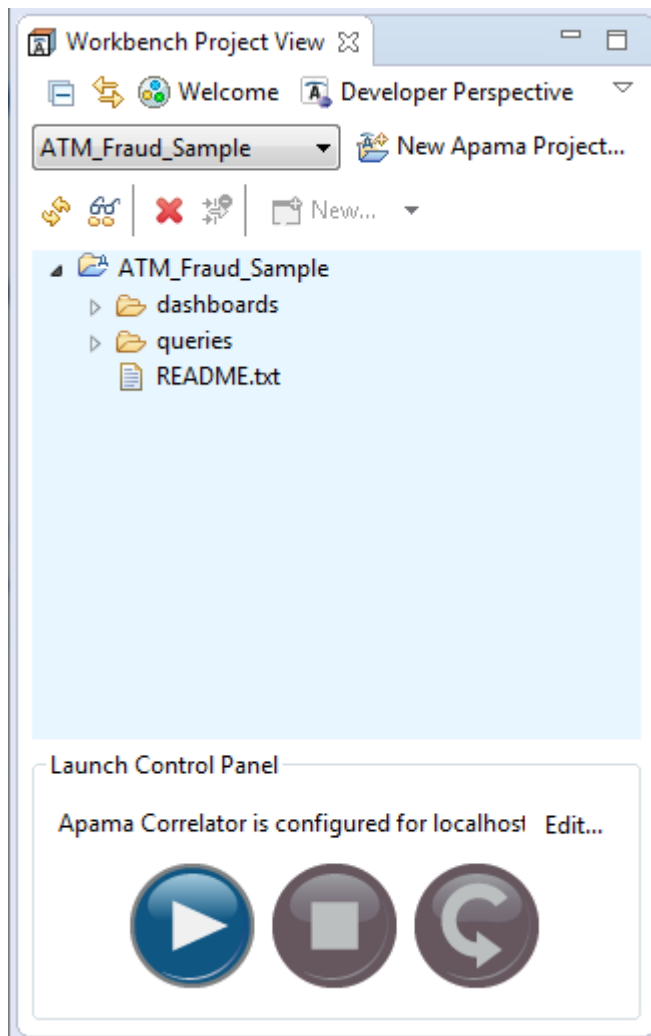 Workbench Project View
Welcome Developer Perspective
ATM_Fraud_Sample New Apama Project...
New...
ATM_Fraud_Sample
dashboards
queries
README.txt
Launch Control Panel
Apama Correlator is configured for localhost Edit...